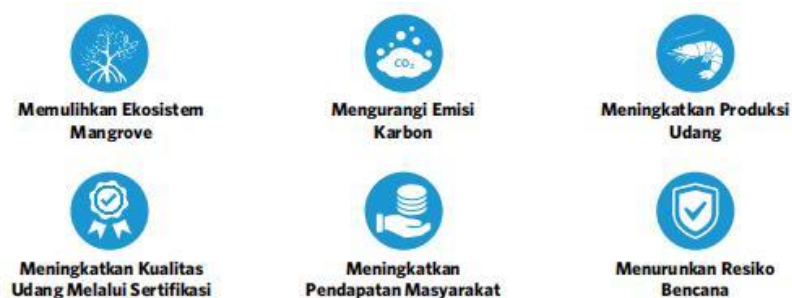 CO₂
Memulihkan Ekosistem
Mangrove
Mengurangi Emisi
Karbon
Meningkatkan Produksi
Udang
Meningkatkan Kualitas
Udang Melalui Sertifikasi
Meningkatkan
Pendapatan Masyarakat
Menurunkan Resiko
Bencana